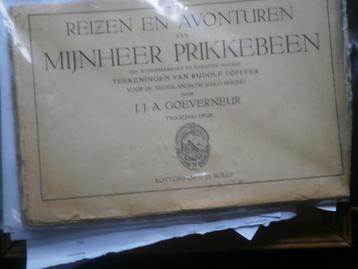 REIZEN EN AVONTUREN
VAN
MIJNHEER PRIKKEBEEN
TEEKENINGEN VAN RUDOLF TÖPFFER
VOOR DE NEDERLANDSCHE JEUGD BEWERKT
DOOR
J. J. A. GOEVERNEUR
TWAALFDE DRUK
ROTTERDAM
BOLLE